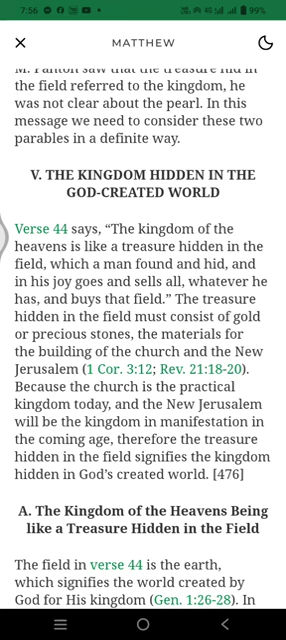 7:56
4G
99%
MATTHEW
M. Panton saw that the treasure hid in
the field referred to the kingdom, he
was not clear about the pearl. In this
message we need to consider these two
parables in a definite way.
V. THE KINGDOM HIDDEN IN THE
GOD-CREATED WORLD
Verse 44 says, “The kingdom of the
heavens is like a treasure hidden in the
field, which a man found and hid, and
in his joy goes and sells all, whatever he
has, and buys that field.” The treasure
hidden in the field must consist of gold
or precious stones, the materials for
the building of the church and the New
Jerusalem (1 Cor. 3:12; Rev. 21:18-20).
Because the church is the practical
kingdom today, and the New Jerusalem
will be the kingdom in manifestation in
the coming age, therefore the treasure
hidden in the field signifies the kingdom
hidden in God’s created world. [476]
A. The Kingdom of the Heavens Being
like a Treasure Hidden in the Field
The field in verse 44 is the earth,
which signifies the world created by
God for His kingdom (Gen. 1:26-28). In